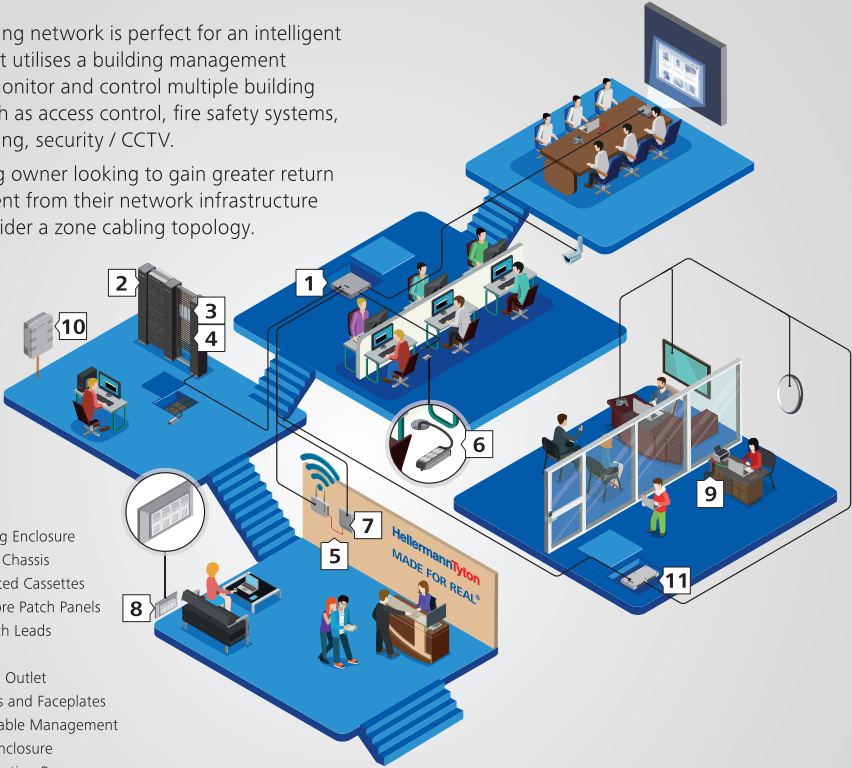 ing network is perfect for an intelligent
t utilises a building management
onitor and control multiple building
h as access control, fire safety systems,
ng, security / CCTV.
g owner looking to gain greater return
ent from their network infrastructure
ider a zone cabling topology.
2
1
3
10
4
6
9
7
HellermannTyton
5
MADE FOR REAL®
11
8
g Enclosure
Chassis
ted Cassettes
re Patch Panels
h Leads
Outlet
s and Faceplates
able Management
nclosure